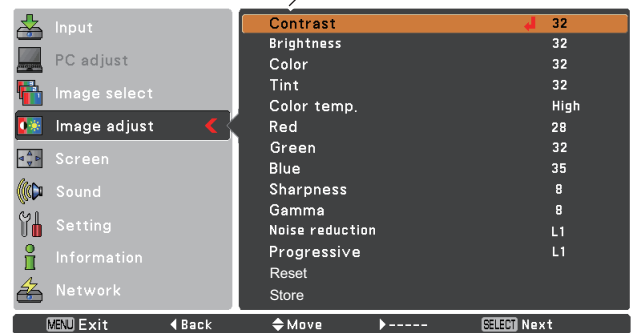 Input
PC adjust
Image select
Image adjust
Screen
Sound
Setting
Information
Network
Contrast 32
Brightness 32
Color 32
Tint 32
Color temp. High
Red 28
Green 32
Blue 35
Sharpness 8
Gamma 8
Noise reduction L1
Progressive L1
Reset
Store
MENU Exit Back Move ----- SELECT Next